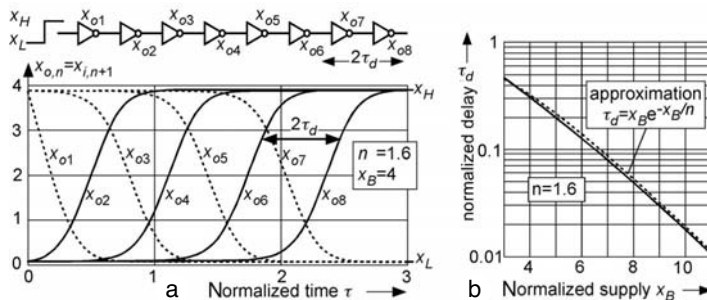 x_H
x_L
x_o1 x_o3 x_o5 x_o7
x_o2 x_o4 x_o6 x_o8
2τ_d
x_o,n=x_i,n+1
4
3
2
1
0
x_H
2τ_d
n =1.6
x_B=4
x_o1 x_o3 x_o5 x_o7
x_o2 x_o4 x_o6 x_o8
x_L
0 1 2 3
a Normalized time τ
normalized delay τ_d
1
0.1
0.01
approximation
τ_d=x_B e^-x_B/n
n=1.6
4 6 8 10
b Normalized supply x_B